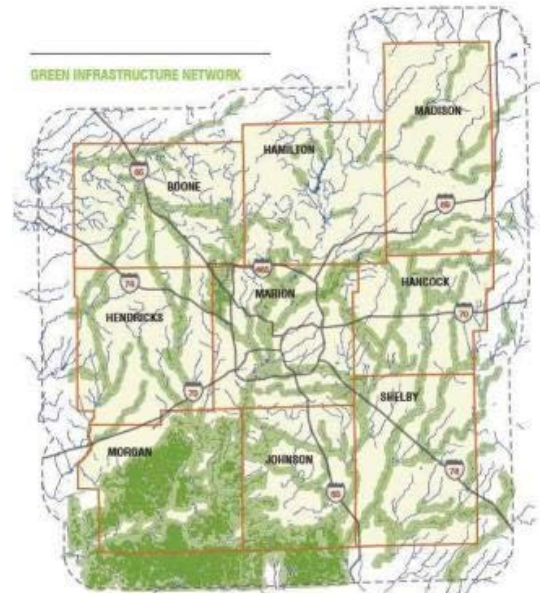 GREEN INFRASTRUCTURE NETWORK
MADISON
HAMILTON
65
BOONE
69
465
74
MARION
HANCOCK
HENDRICKS
70
70
SHELBY
MORGAN
JOHNSON
74
65